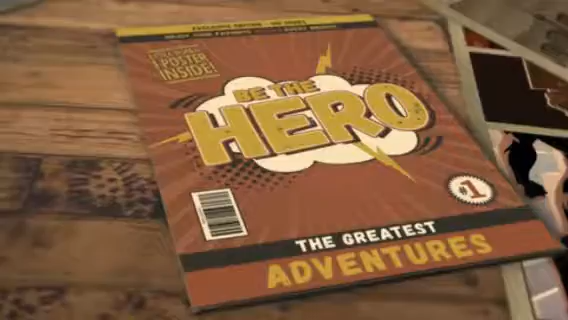 1 POSTER
INSIDE!
BE THE
HERO
#1
THE GREATEST
ADVENTURES